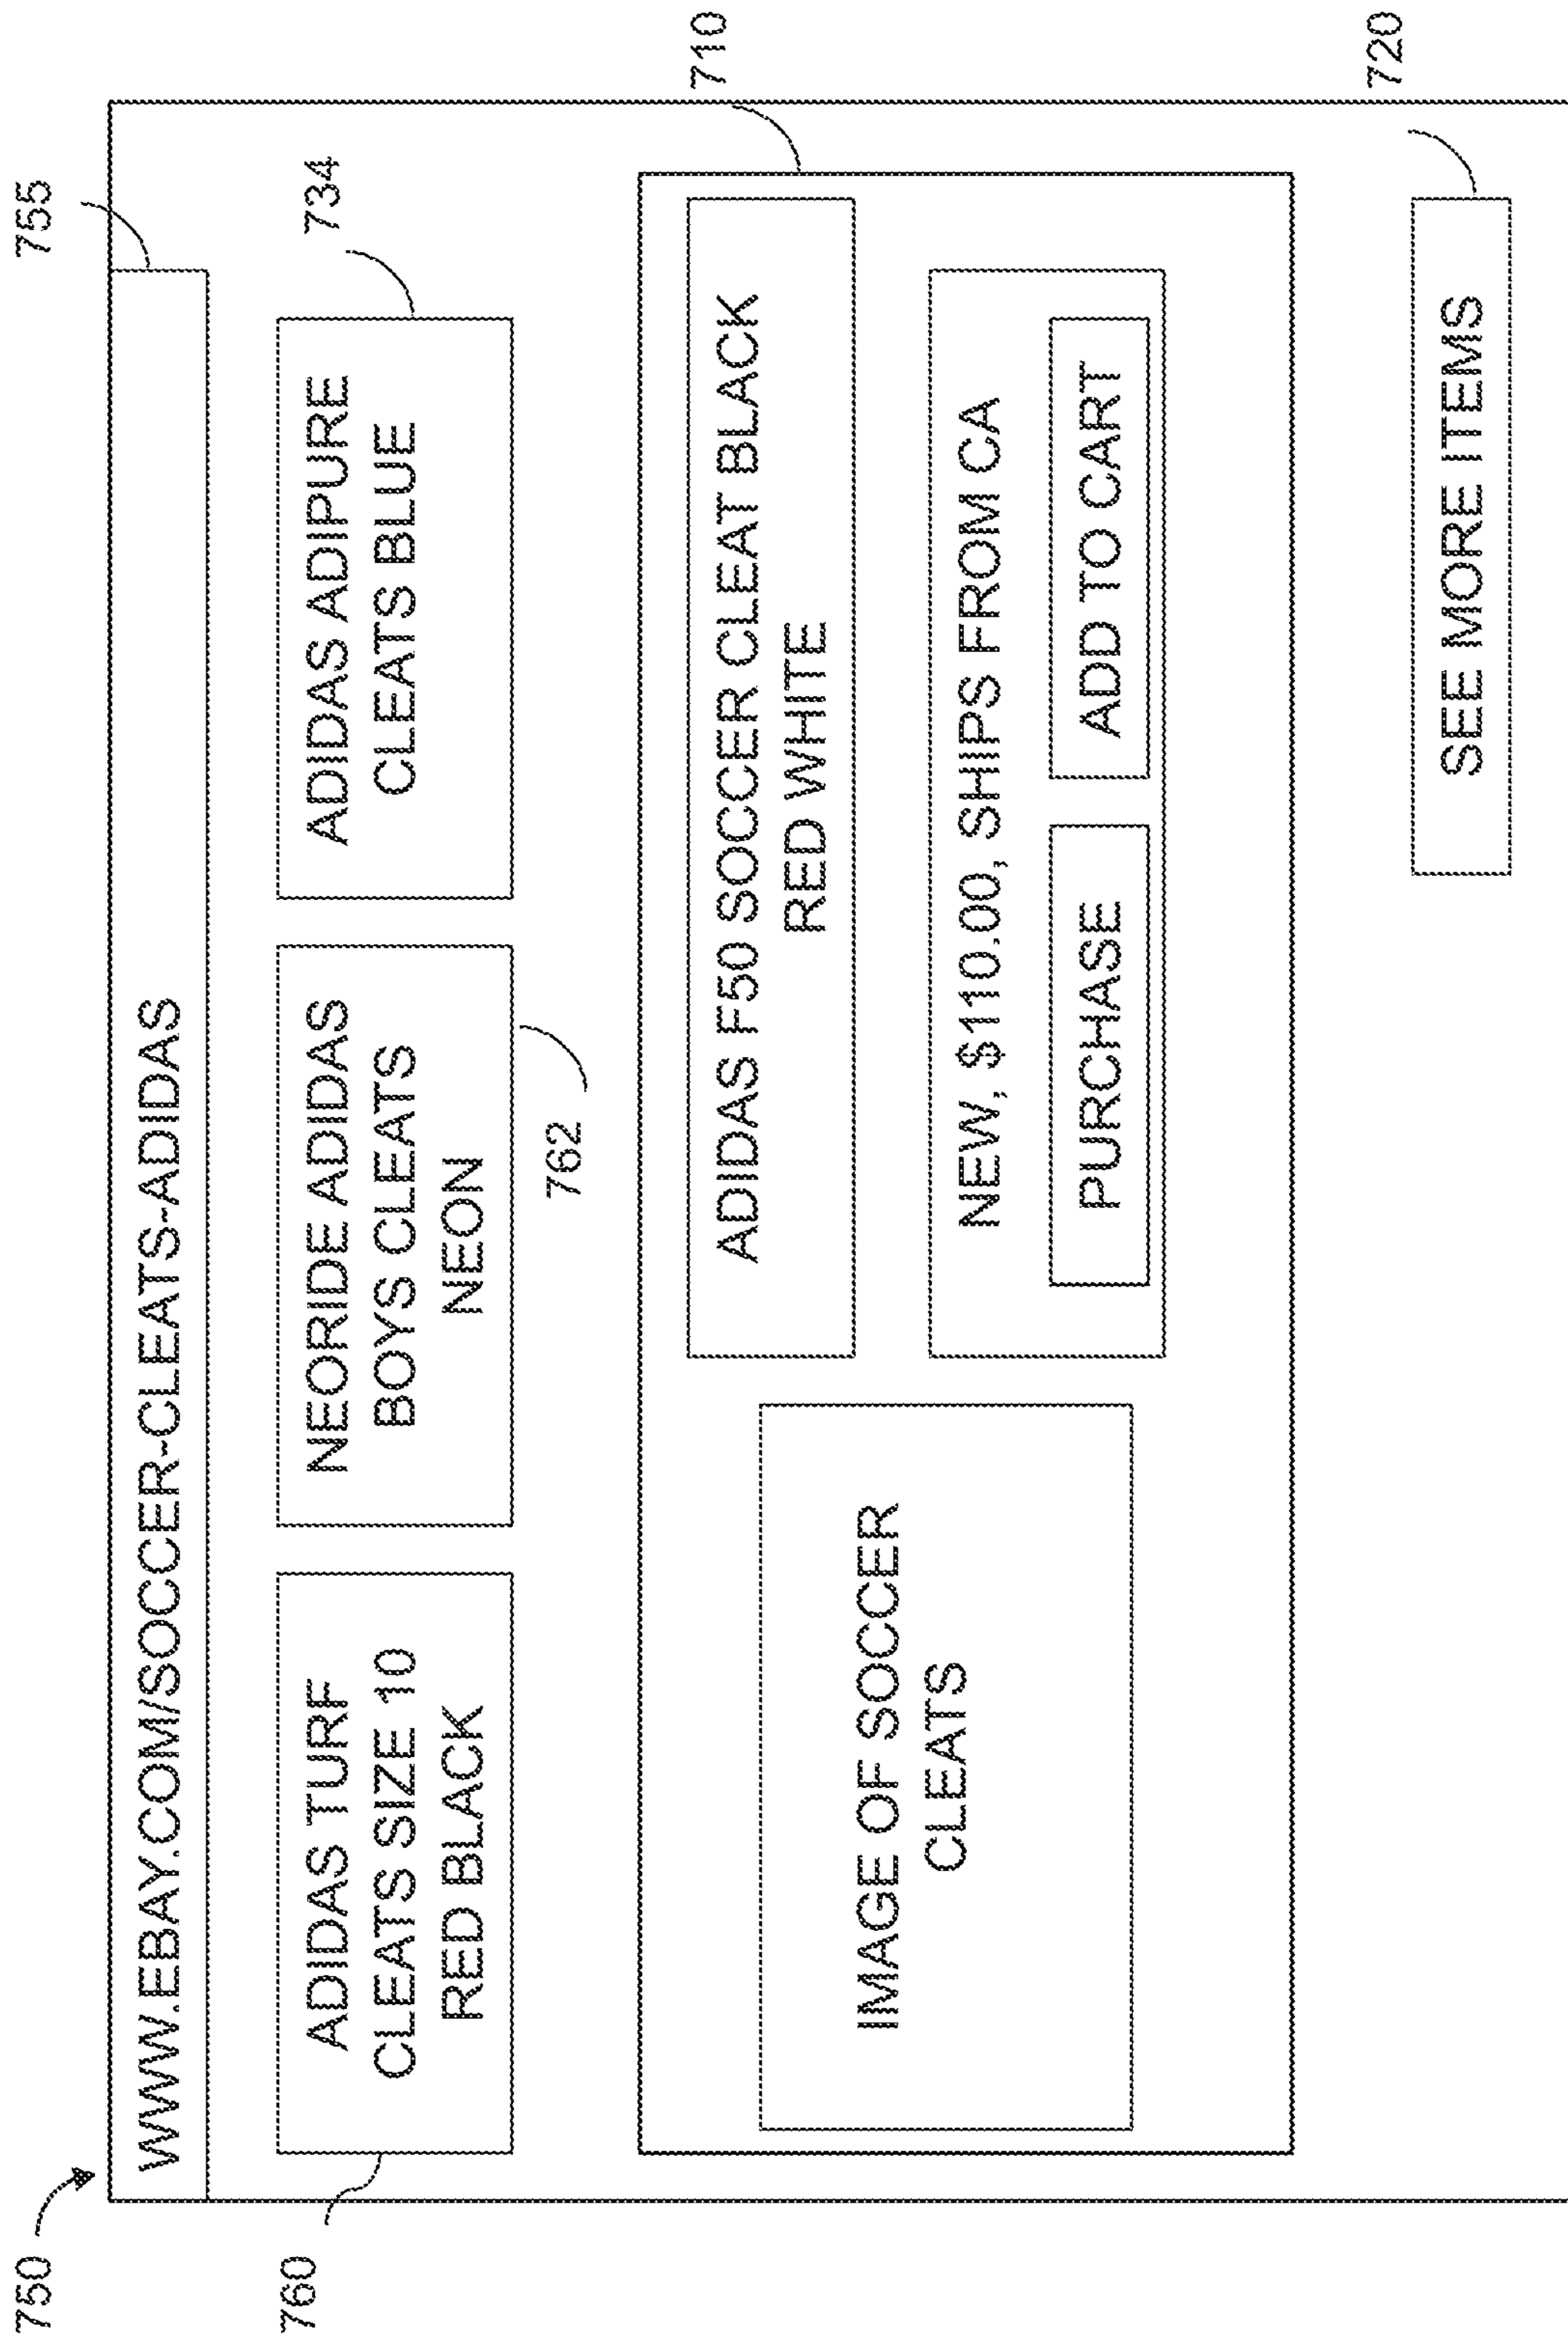 750
755
WWW.EBAY.COM/SOCCER-CLEATS-ADIDAS
760
ADIDAS TURF
CLEATS SIZE 10
RED BLACK
NEORIDE ADIDAS
BOYS CLEATS
NEON
762
ADIDAS ADIPURE
CLEATS BLUE
734
710
IMAGE OF SOCCER
CLEATS
ADIDAS F50 SOCCER CLEAT BLACK
RED WHITE
NEW, $110.00, SHIPS FROM CA
PURCHASE
ADD TO CART
720
SEE MORE ITEMS